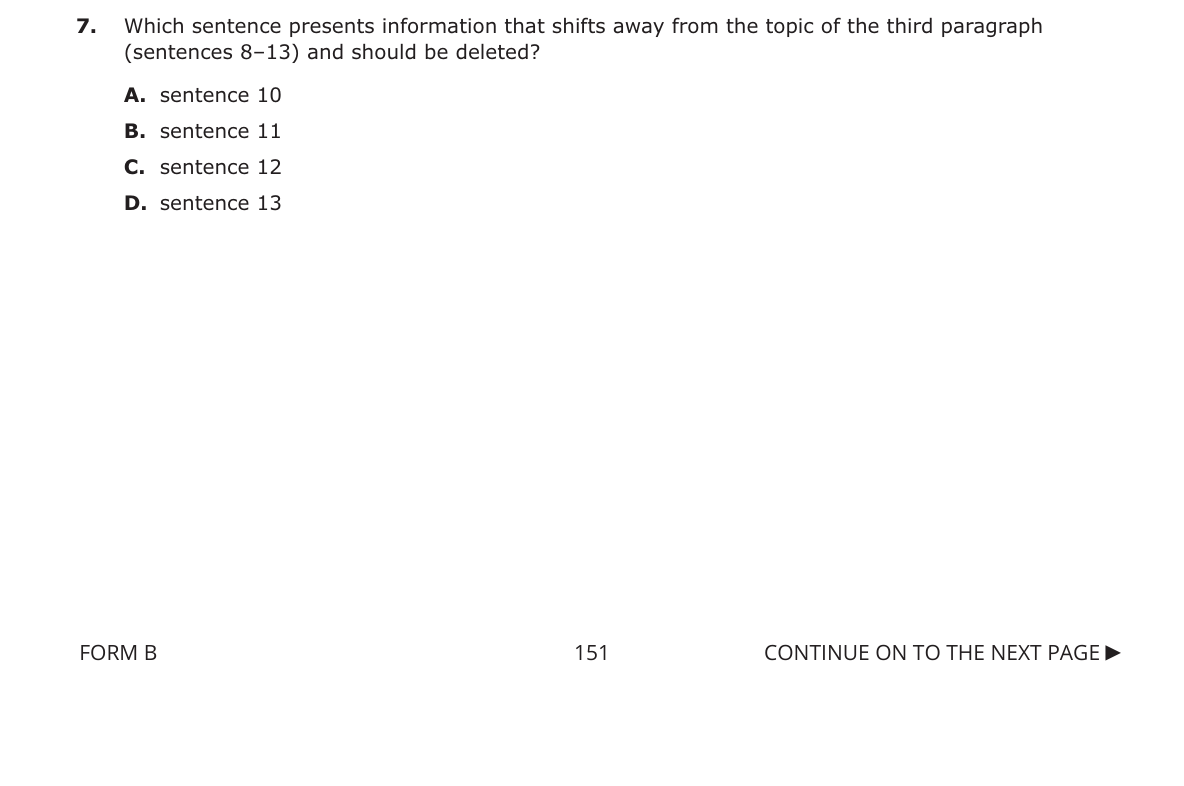 7. Which sentence presents information that shifts away from the topic of the third paragraph
(sentences 8–13) and should be deleted?
A. sentence 10
B. sentence 11
C. sentence 12
D. sentence 13
FORM B 151 CONTINUE ON TO THE NEXT PAGE ▶